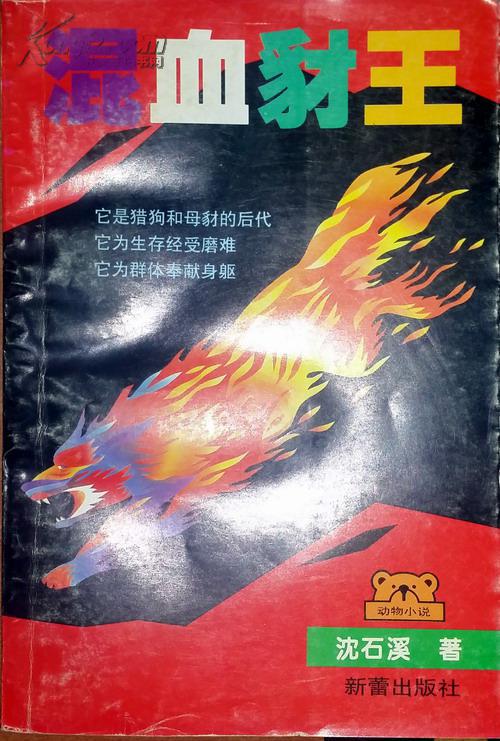 混血豺王
它是猎狗和母豺的后代
它为生存经受磨难
它为群体奉献身躯
动物小说
沈石溪 著
新蕾出版社